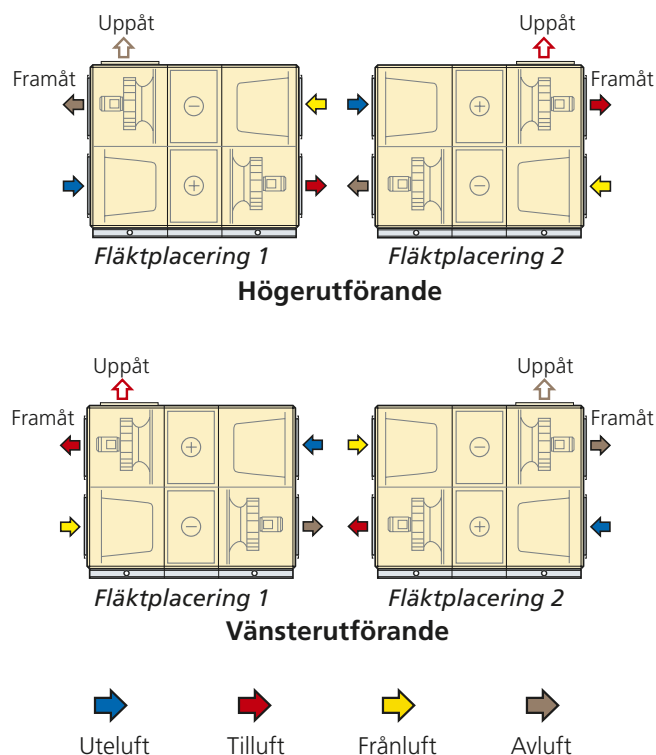 Uppåt Uppåt
Framåt Framåt
− +
+ −
Fläktplacering 1 Fläktplacering 2
Högerutförande
Uppåt Uppåt
Framåt Framåt
+ −
− +
Fläktplacering 1 Fläktplacering 2
Vänsterutförande
Uteluft Tilluft Frånluft Avluft